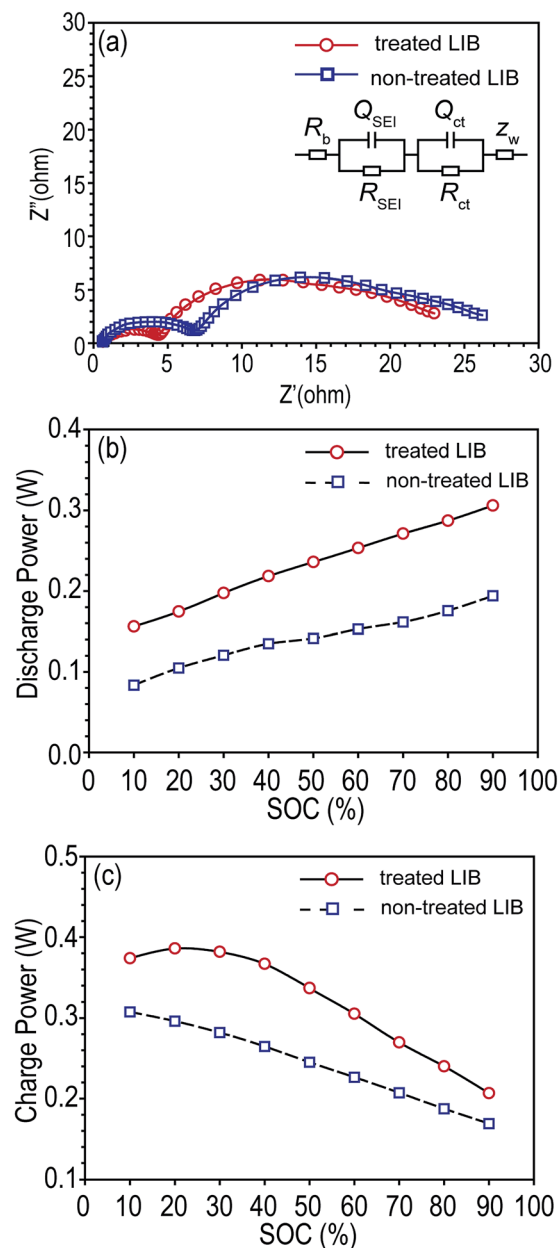 (a)
treated LIB
non-treated LIB
Q_SEI
Q_ct
R_b
z_w
R_SEI
R_ct
Z"(ohm)
30
25
20
15
10
5
0
0 5 10 15 20 25 30
Z'(ohm)
(b)
treated LIB
non-treated LIB
Discharge Power (W)
0.4
0.3
0.2
0.1
0.0
0 10 20 30 40 50 60 70 80 90 100
SOC (%)
(c)
treated LIB
non-treated LIB
Charge Power (W)
0.5
0.4
0.3
0.2
0.1
0 10 20 30 40 50 60 70 80 90 100
SOC (%)